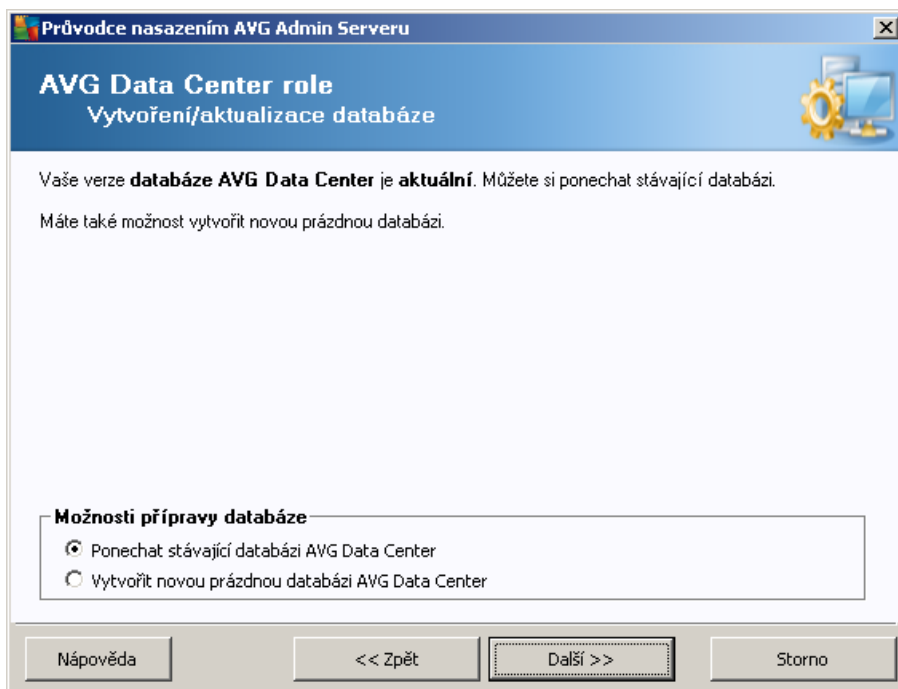 Průvodce nasazením AVG Admin Serveru
AVG Data Center role
Vytvoření/aktualizace databáze
Vaše verze databáze AVG Data Center je aktuální. Můžete si ponechat stávající databázi.
Máte také možnost vytvořit novou prázdnou databázi.
Možnosti přípravy databáze
Ponechat stávající databázi AVG Data Center
Vytvořit novou prázdnou databázi AVG Data Center
Nápověda
<< Zpět
Další >>
Storno